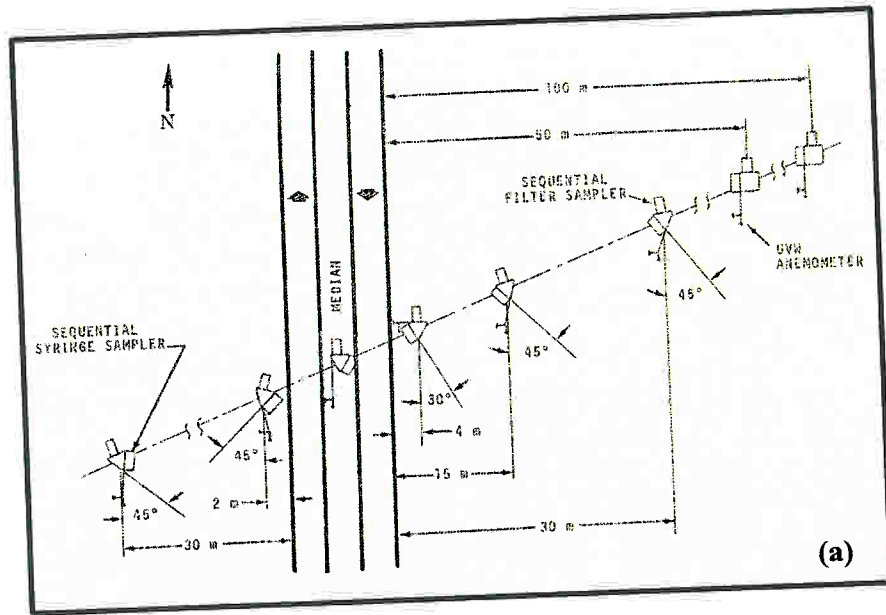 100 m
50 m
N
SEQUENTIAL
FILTER SAMPLER
GVW
ANEMOMETER
MEDIAN
45°
45°
SEQUENTIAL
SYRINGE SAMPLER
30°
4 m
45°
15 m
2 m
45°
30 m
30 m
(a)